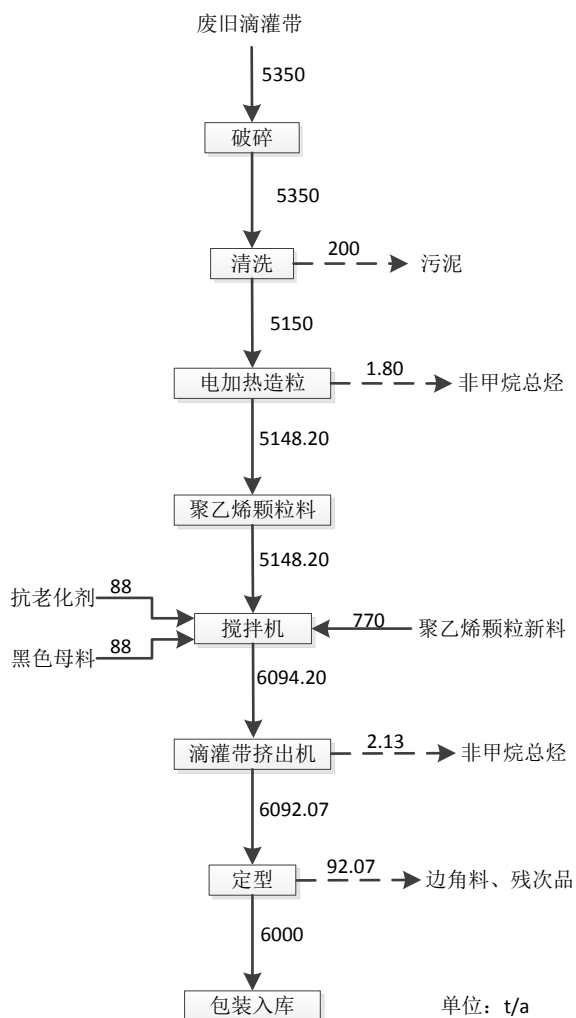 废旧滴灌带
5350
破碎
5350
清洗
200
污泥
5150
电加热造粒
1.80
非甲烷总烃
5148.20
聚乙烯颗粒料
5148.20
抗老化剂
88
搅拌机
770
聚乙烯颗粒新料
黑色母料
88
6094.20
滴灌带挤出机
2.13
非甲烷总烃
6092.07
定型
92.07
边角料、残次品
6000
包装入库
单位：t/a